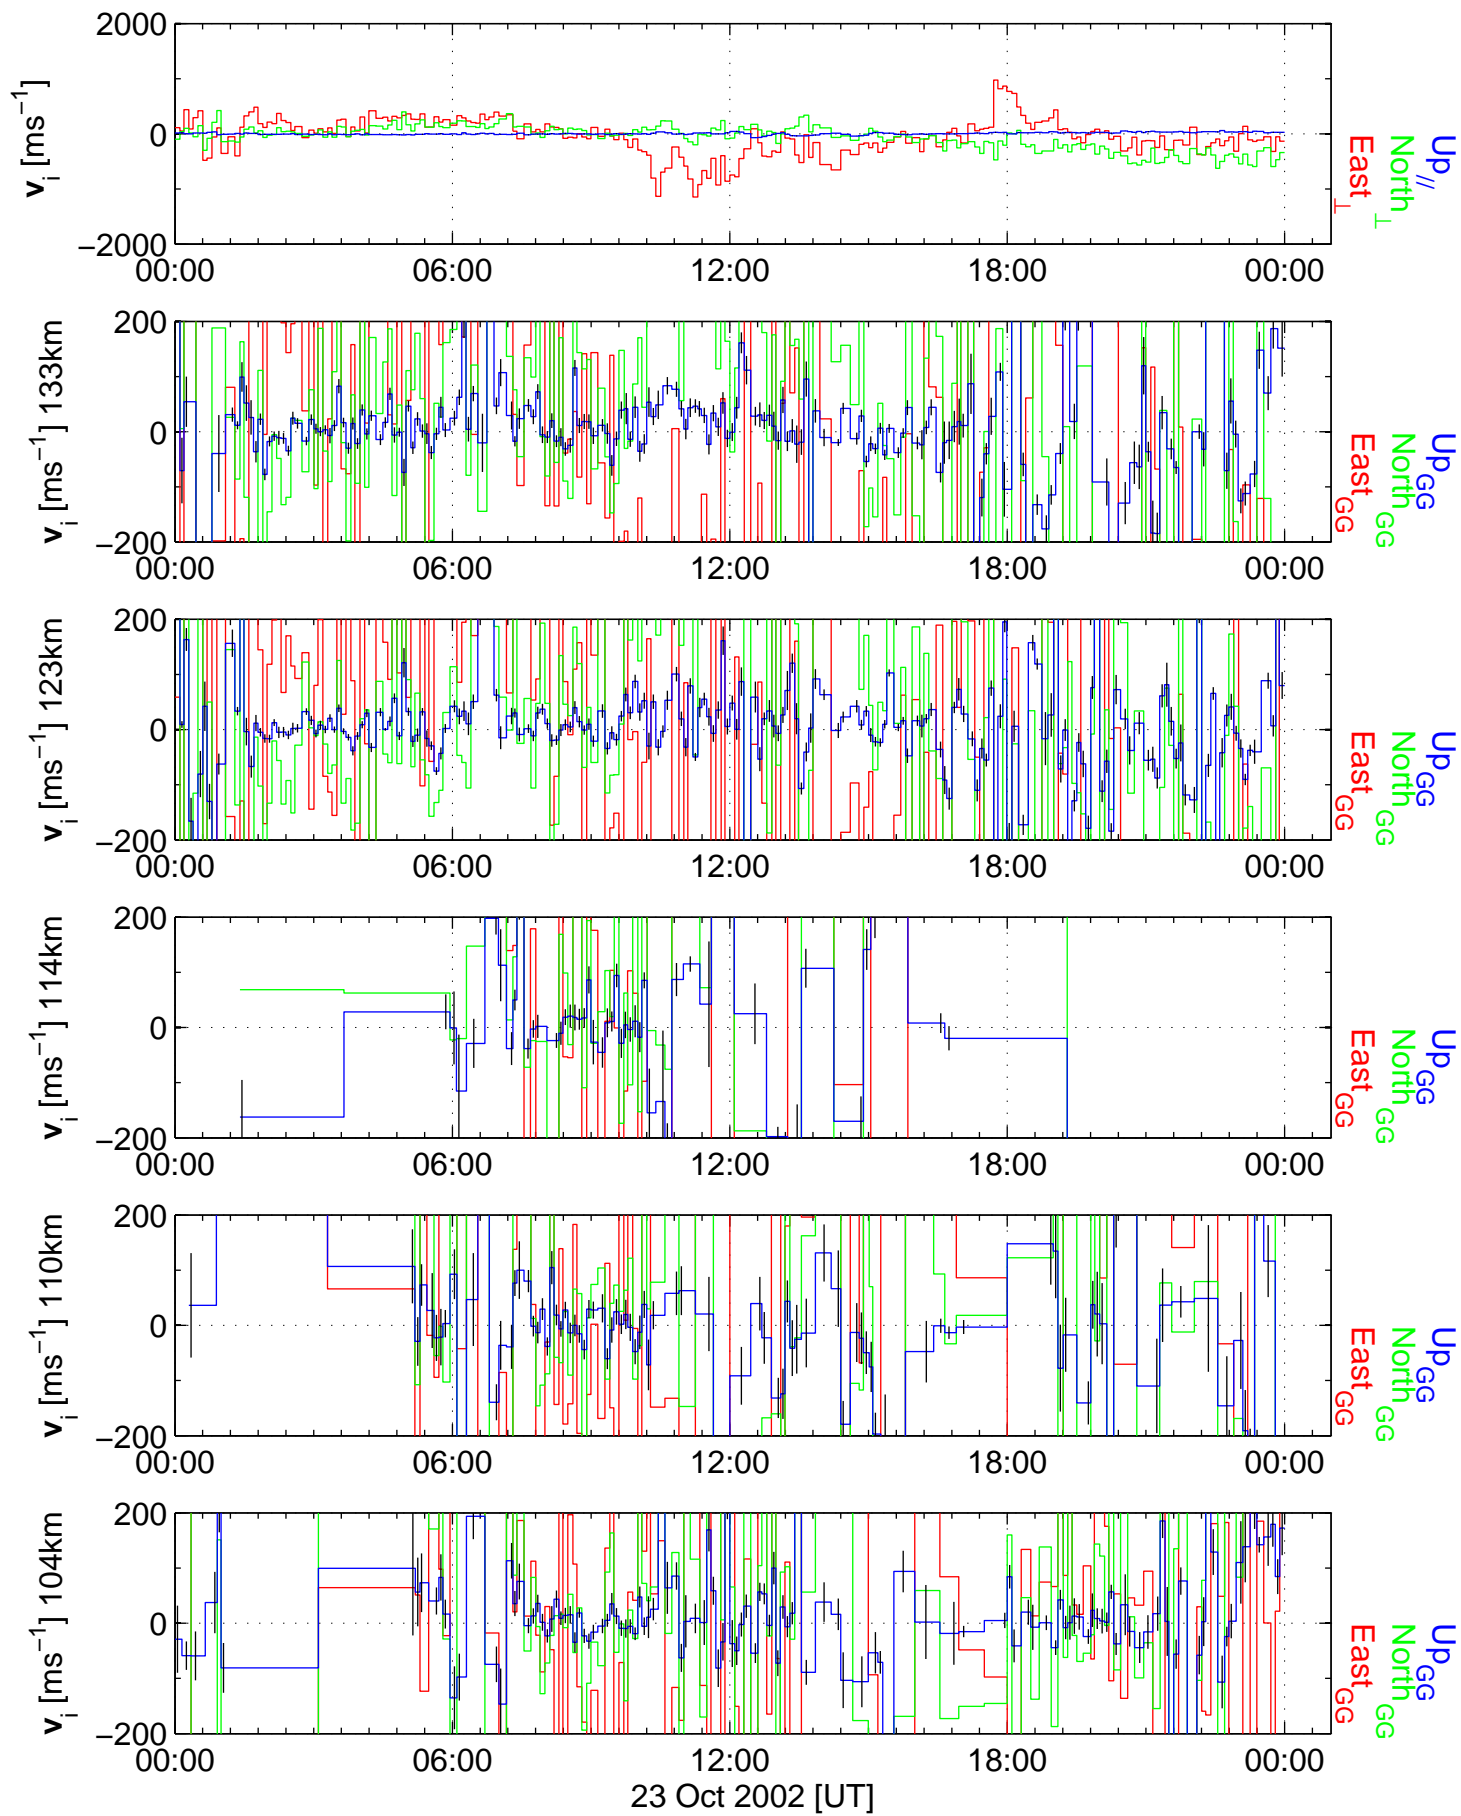 2000
0
−2000
v_i [ms^−1]
00:00 06:00 12:00 18:00 00:00
East_⊥
North_⊥
Up_//
200
0
−200
v_i [ms^−1] 133km
00:00 06:00 12:00 18:00 00:00
East_GG
North_GG
Up_GG
200
0
−200
v_i [ms^−1] 123km
00:00 06:00 12:00 18:00 00:00
East_GG
North_GG
Up_GG
200
0
−200
v_i [ms^−1] 114km
00:00 06:00 12:00 18:00 00:00
East_GG
North_GG
Up_GG
200
0
−200
v_i [ms^−1] 110km
00:00 06:00 12:00 18:00 00:00
East_GG
North_GG
Up_GG
200
0
−200
v_i [ms^−1] 104km
00:00 06:00 12:00 18:00 00:00
East_GG
North_GG
Up_GG
23 Oct 2002 [UT]